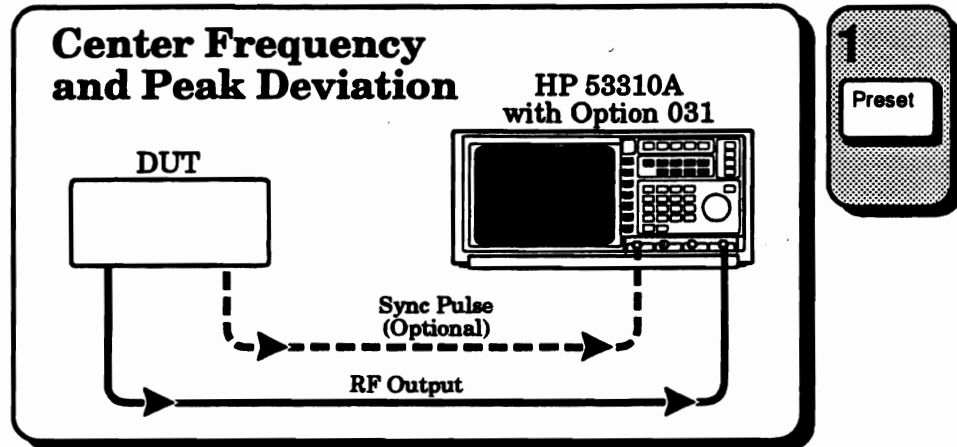 Center Frequency
and Peak Deviation
HP 53310A
with Option 031
DUT
Sync Pulse
(Optional)
RF Output
1
Preset